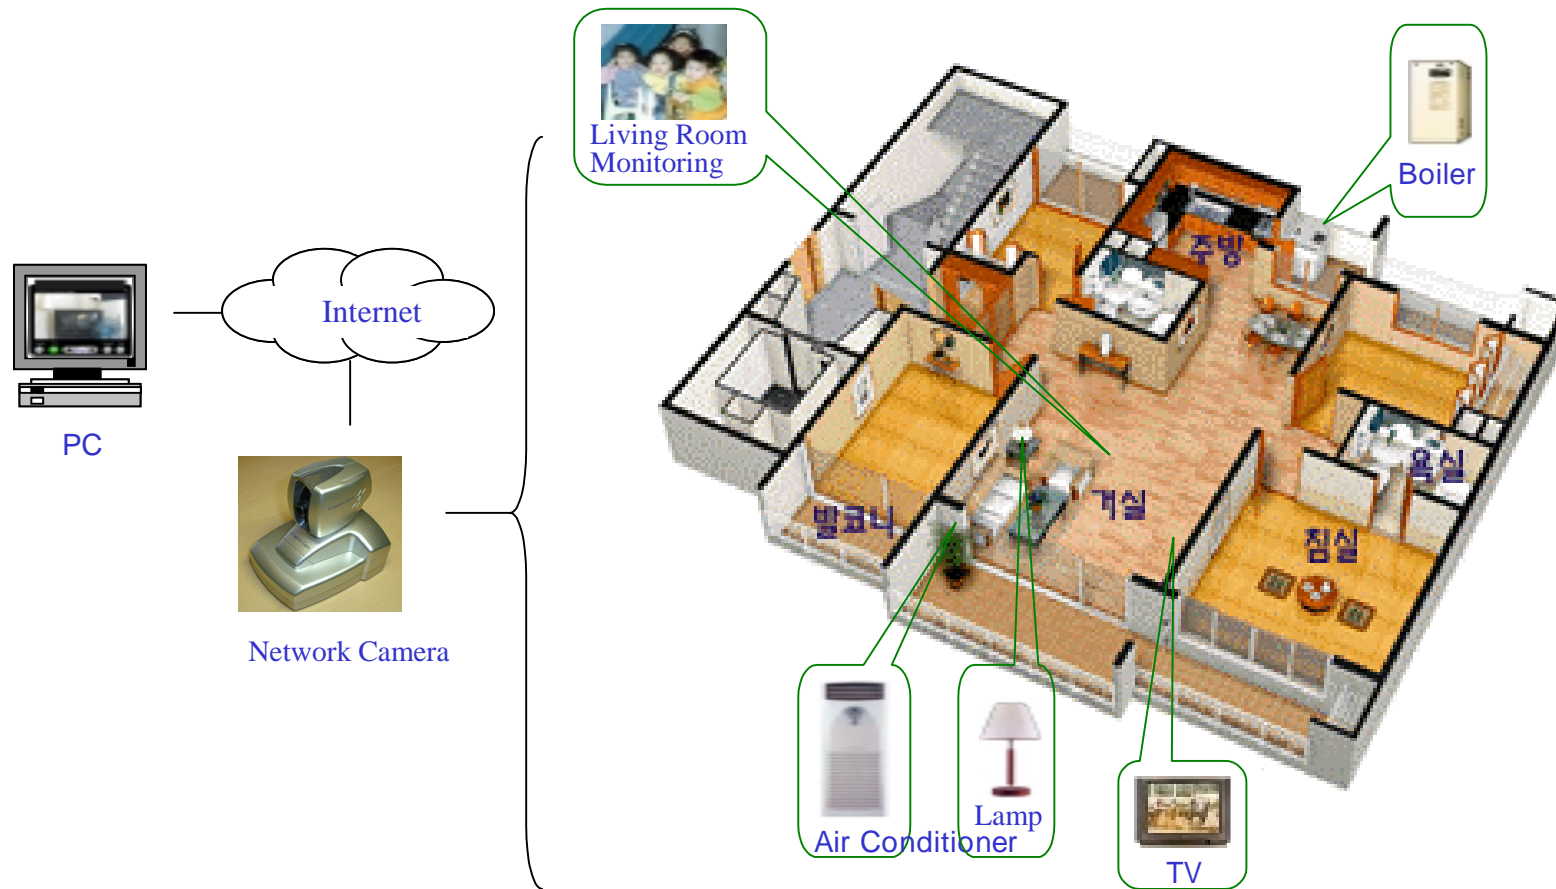 Living Room
Monitoring
Boiler
주방
Internet
PC
욕실
거실
발코니
침실
Network Camera
Lamp
Air Conditioner
TV